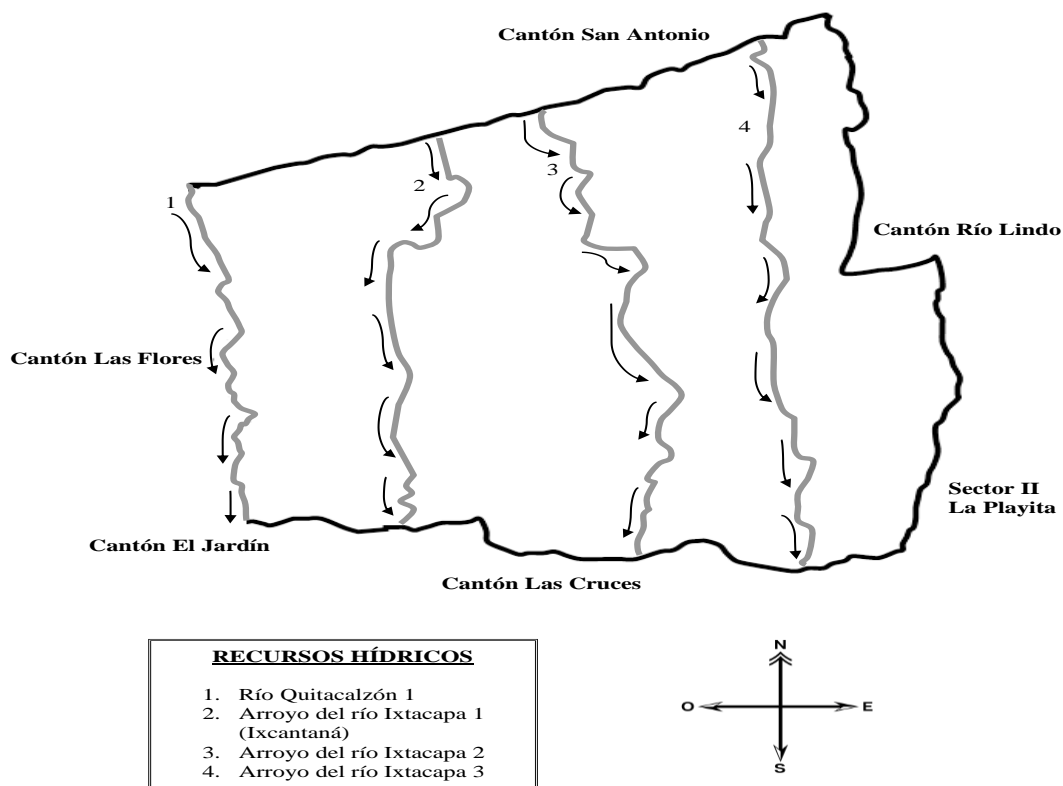 Cantón San Antonio
4
3
2
1
Cantón Río Lindo
Cantón Las Flores
Sector II
La Playita
Cantón El Jardín
Cantón Las Cruces
RECURSOS HÍDRICOS
1. Río Quitacalzón 1
2. Arroyo del río Ixtacapa 1
(Ixcantaná)
3. Arroyo del río Ixtacapa 2
4. Arroyo del río Ixtacapa 3
N
O
E
S